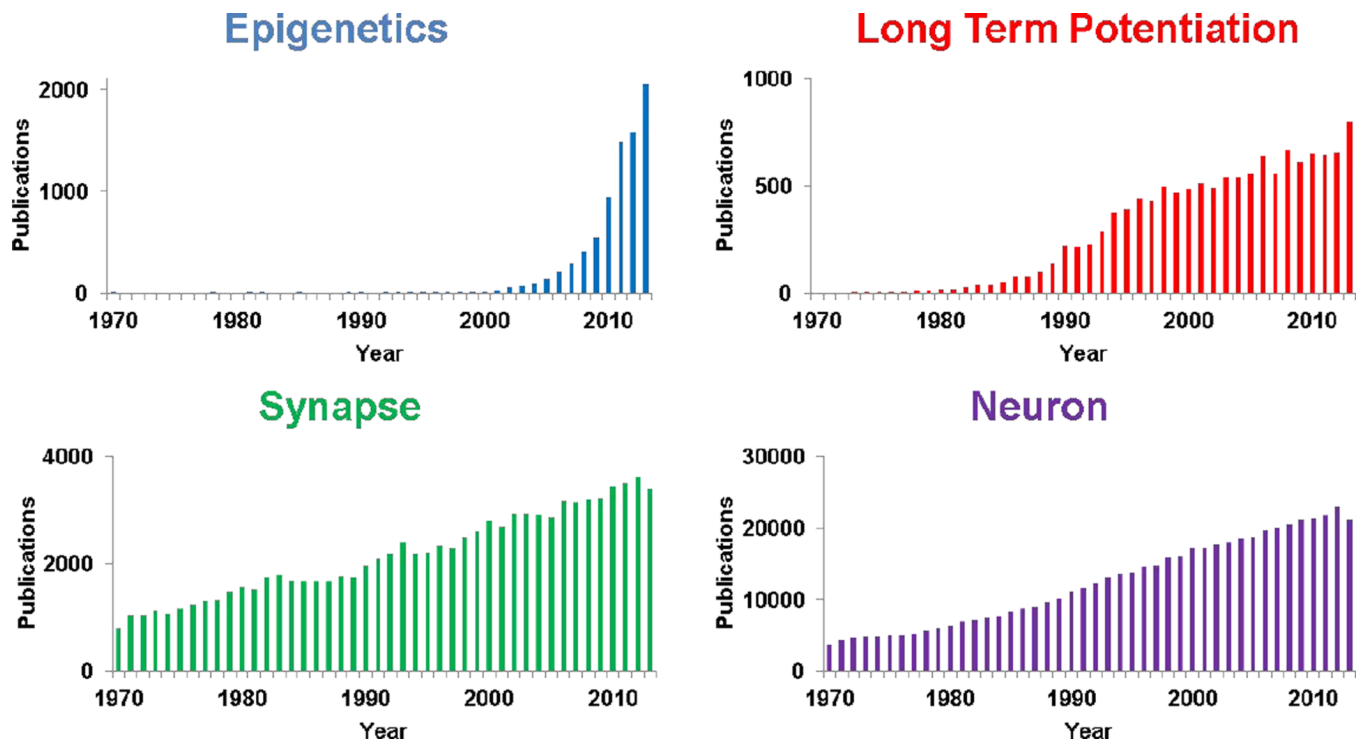 Epigenetics
Publications
2000
1000
0
1970 1980 1990 2000 2010
Year
Long Term Potentiation
Publications
1000
500
0
1970 1980 1990 2000 2010
Year
Synapse
Publications
4000
2000
0
1970 1980 1990 2000 2010
Year
Neuron
Publications
30000
20000
10000
0
1970 1980 1990 2000 2010
Year